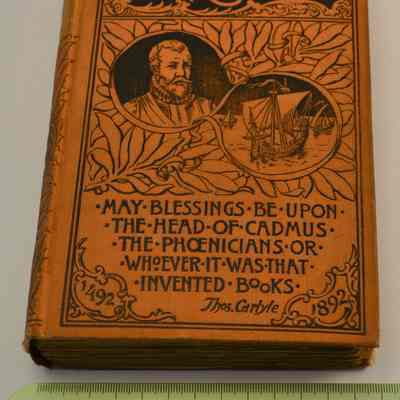 ·MAY·BLESSINGS·BE·UPON·
·THE·HEAD·OF·CADMUS·
·THE·PHŒNICIANS·OR·
·WHOEVER·IT·WAS·THAT·
·INVENTED·BOOKS·
Thos. Carlyle
1492
1892